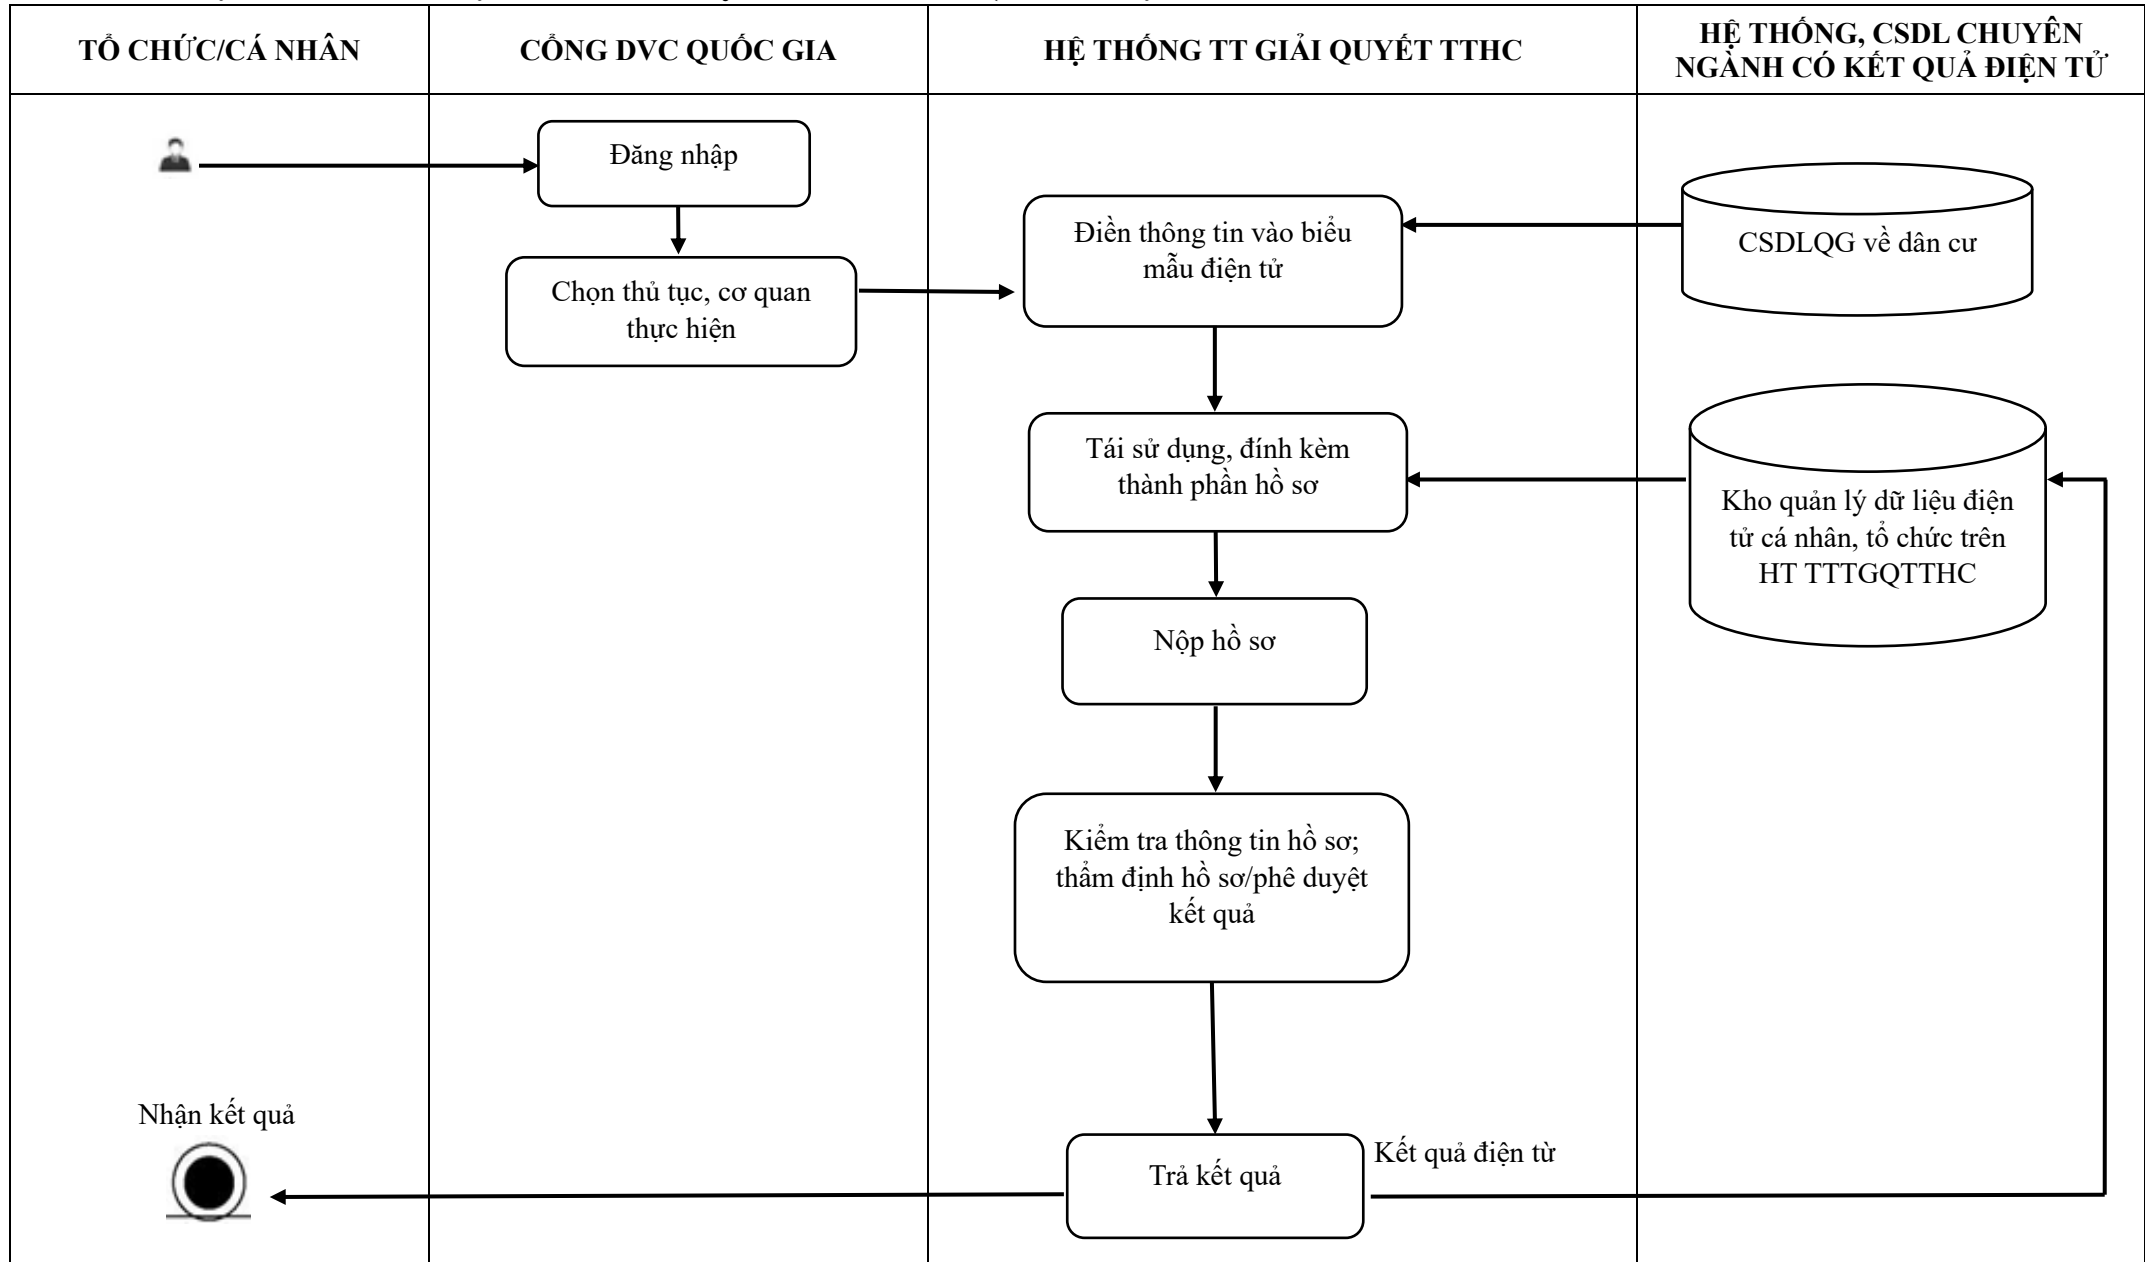 TỔ CHỨC/CÁ NHÂN
CỔNG DVC QUỐC GIA
HỆ THỐNG TT GIẢI QUYẾT TTHC
HỆ THỐNG, CSDL CHUYÊN
NGÀNH CÓ KẾT QUẢ ĐIỆN TỬ
Đăng nhập
Chọn thủ tục, cơ quan
thực hiện
Điền thông tin vào biểu
mẫu điện tử
CSDLQG về dân cư
Tái sử dụng, đính kèm
thành phần hồ sơ
Kho quản lý dữ liệu điện
tử cá nhân, tổ chức trên
HT TTTGQTTHC
Nộp hồ sơ
Kiểm tra thông tin hồ sơ;
thẩm định hồ sơ/phê duyệt
kết quả
Nhận kết quả
Trả kết quả
Kết quả điện từ